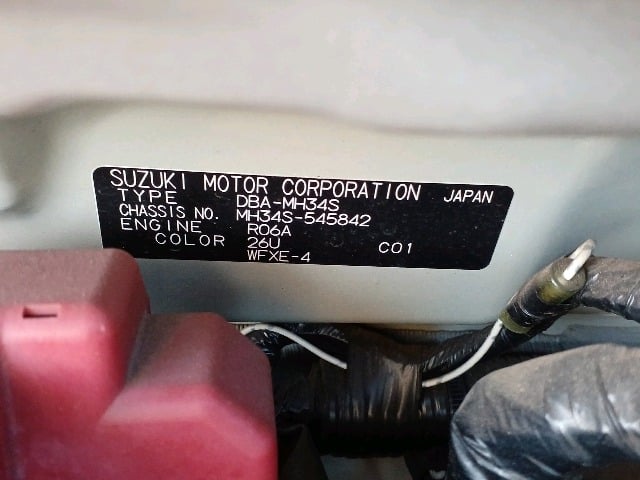 SUZUKI MOTOR CORPORATION JAPAN
TYPE DBA-MH34S
CHASSIS NO. MH34S-545842
ENGINE R06A
COLOR 26U C01
WFXE-4